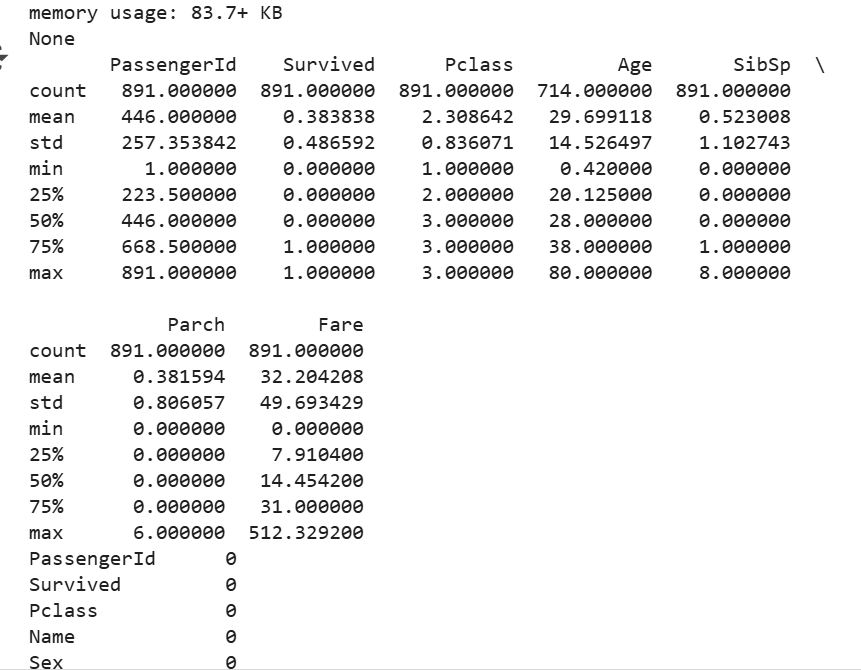 memory usage: 83.7+ KB
None
       PassengerId    Survived      Pclass         Age       SibSp  \
count   891.000000  891.000000  891.000000  714.000000  891.000000
mean    446.000000    0.383838    2.308642   29.699118    0.523008
std     257.353842    0.486592    0.836071   14.526497    1.102743
min       1.000000    0.000000    1.000000    0.420000    0.000000
25%     223.500000    0.000000    2.000000   20.125000    0.000000
50%     446.000000    0.000000    3.000000   28.000000    0.000000
75%     668.500000    1.000000    3.000000   38.000000    1.000000
max     891.000000    1.000000    3.000000   80.000000    8.000000
            Parch        Fare
count  891.000000  891.000000
mean     0.381594   32.204208
std      0.806057   49.693429
min      0.000000    0.000000
25%      0.000000    7.910400
50%      0.000000   14.454200
75%      0.000000   31.000000
max      6.000000  512.329200
PassengerId      0
Survived         0
Pclass           0
Name             0
Sex              0